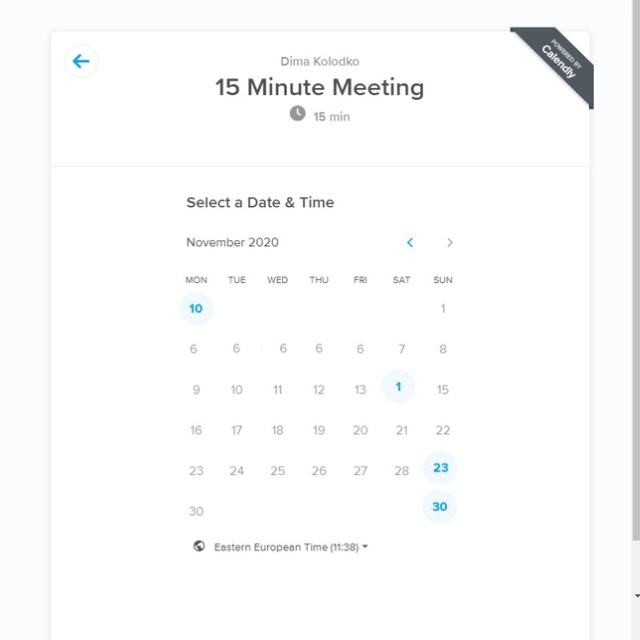 Dima Kolodko
15 Minute Meeting
15 min
POWERED BY
Calendly
Select a Date & Time
November 2020
MON TUE WED THU FRI SAT SUN
10 1
6 6 6 6 6 7 8
9 10 11 12 13 1 15
16 17 18 19 20 21 22
23 24 25 26 27 28 23
30 30
Eastern European Time (11:38)